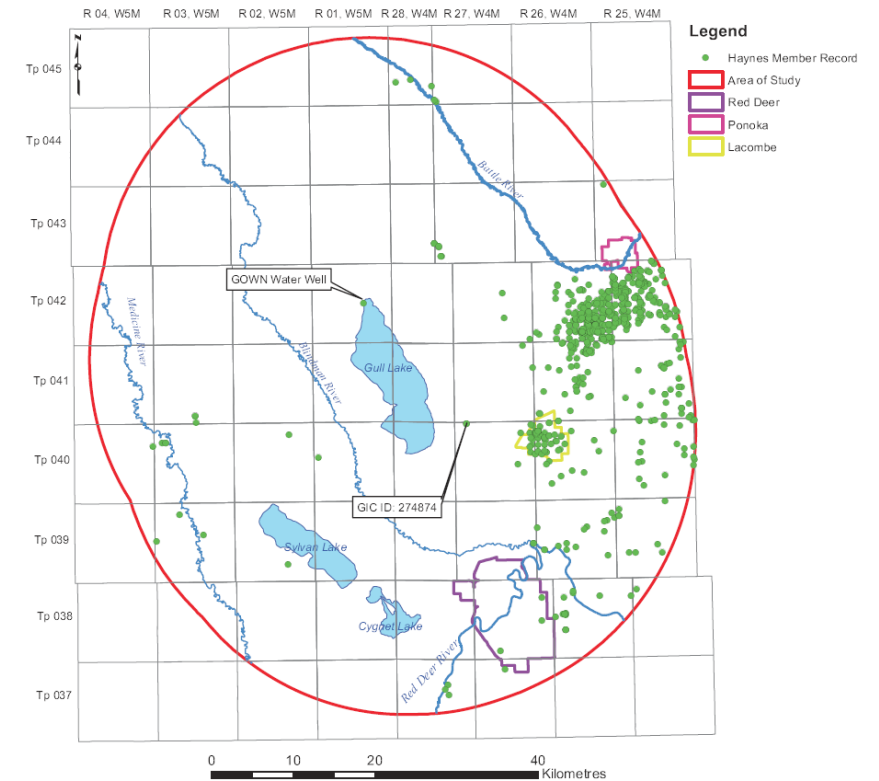 R 04, W5M R 03, W5M R 02, W5M R 01, W5M R 28, W4M R 27, W4M R 26, W4M R 25, W4M
Legend
Haynes Member Record
Area of Study
Red Deer
Ponoka
Lacombe
N
Tp 045
Tp 044
Battle River
Tp 043
GOWN Water Well
Tp 042
Medicine River
Blindman River
Gull Lake
Tp 041
Tp 040
GIC ID: 274874
Tp 039
Sylvan Lake
Tp 038
Cygnet Lake
Red Deer River
Tp 037
0 10 20 40
Kilometres